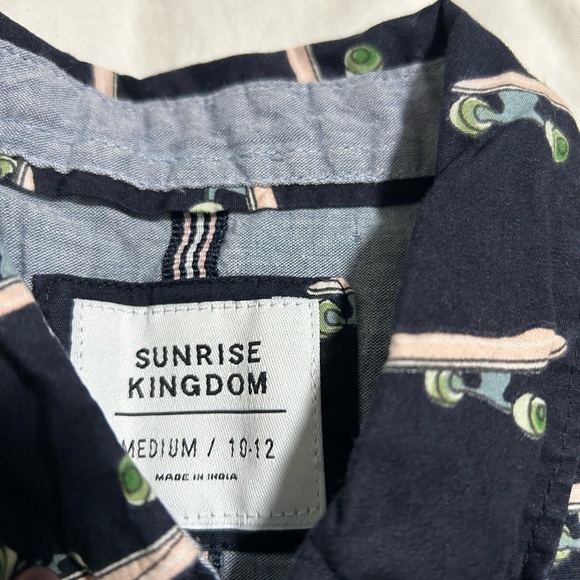 SUNRISE
KINGDOM
MEDIUM / 10-12
MADE IN INDIA